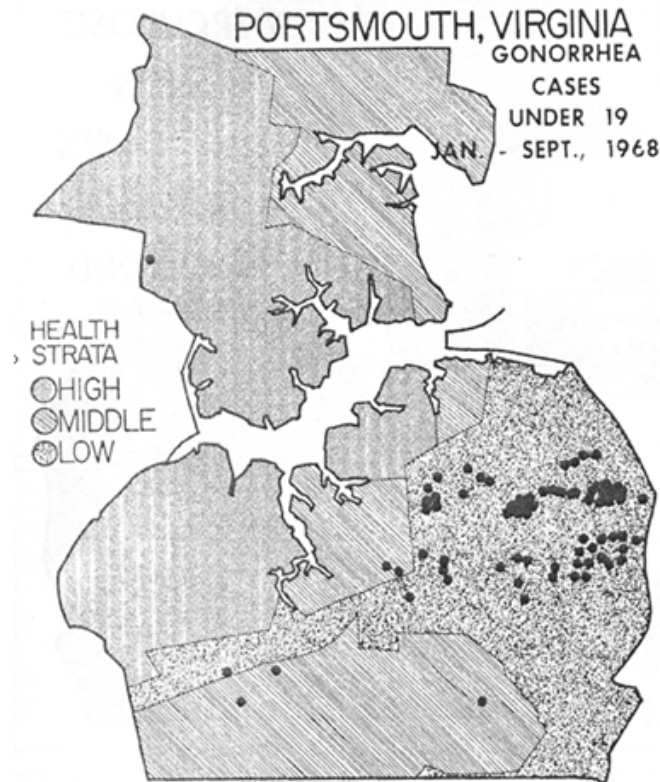 PORTSMOUTH, VIRGINIA
GONORRHEA
CASES
UNDER 19
JAN. - SEPT., 1968
HEALTH
STRATA
HIGH
MIDDLE
LOW